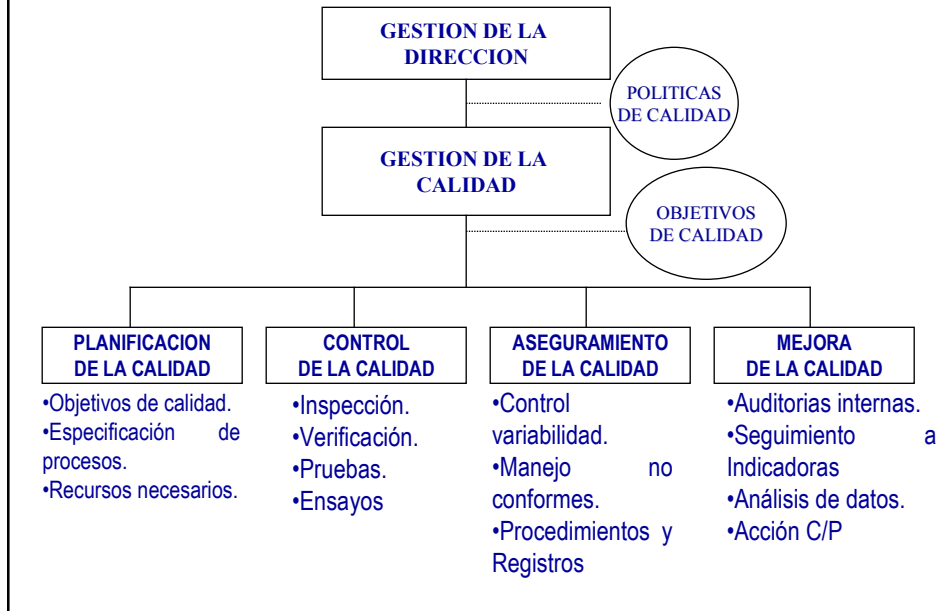 GESTION DE LA
DIRECCION
POLITICAS
DE CALIDAD
GESTION DE LA
CALIDAD
OBJETIVOS
DE CALIDAD
PLANIFICACION
DE LA CALIDAD
•Objetivos de calidad.
•Especificación de
procesos.
•Recursos necesarios.
CONTROL
DE LA CALIDAD
•Inspección.
•Verificación.
•Pruebas.
•Ensayos
ASEGURAMIENTO
DE LA CALIDAD
•Control
variabilidad.
•Manejo no
conformes.
•Procedimientos y
Registros
MEJORA
DE LA CALIDAD
•Auditorias internas.
•Seguimiento a
Indicadoras
•Análisis de datos.
•Acción C/P